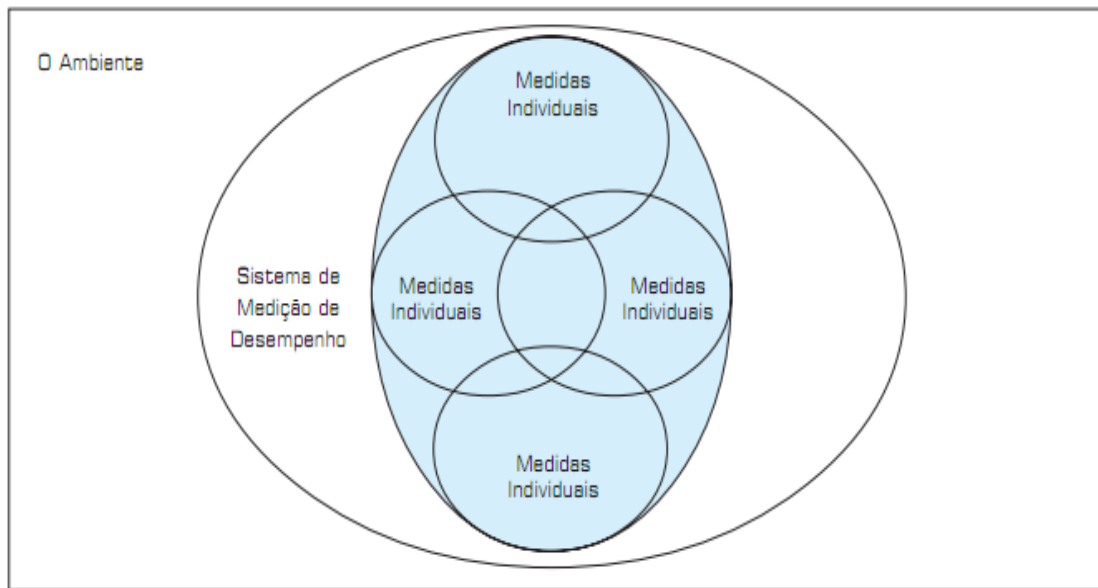 O Ambiente
Medidas
Individuais
Sistema de
Medição de
Desempenho
Medidas
Individuais
Medidas
Individuais
Medidas
Individuais